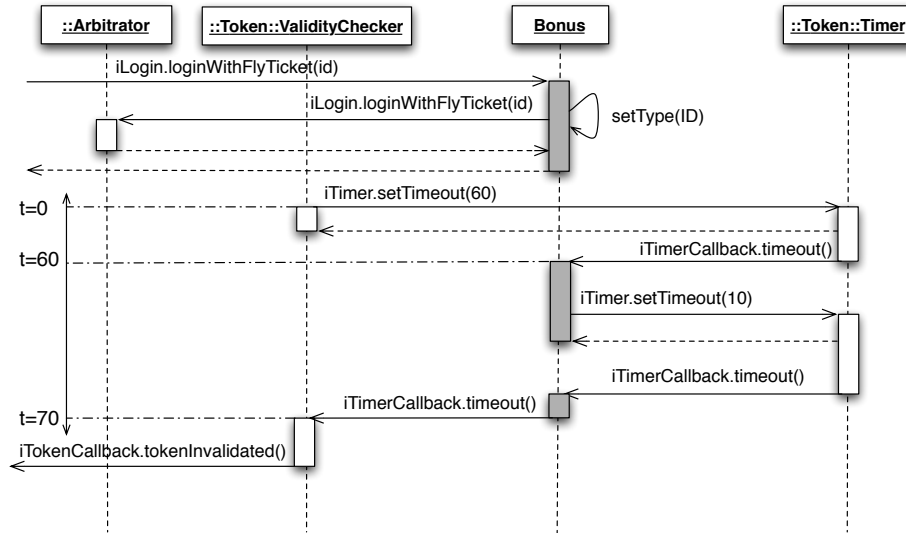 ::Arbitrator
::Token::ValidityChecker
Bonus
::Token::Timer
iLogin.loginWithFlyTicket(id)
iLogin.loginWithFlyTicket(id)
setType(ID)
iTimer.setTimeout(60)
t=0
iTimerCallback.timeout()
t=60
iTimer.setTimeout(10)
iTimerCallback.timeout()
iTimerCallback.timeout()
t=70
iTokenCallback.tokenInvalidated()